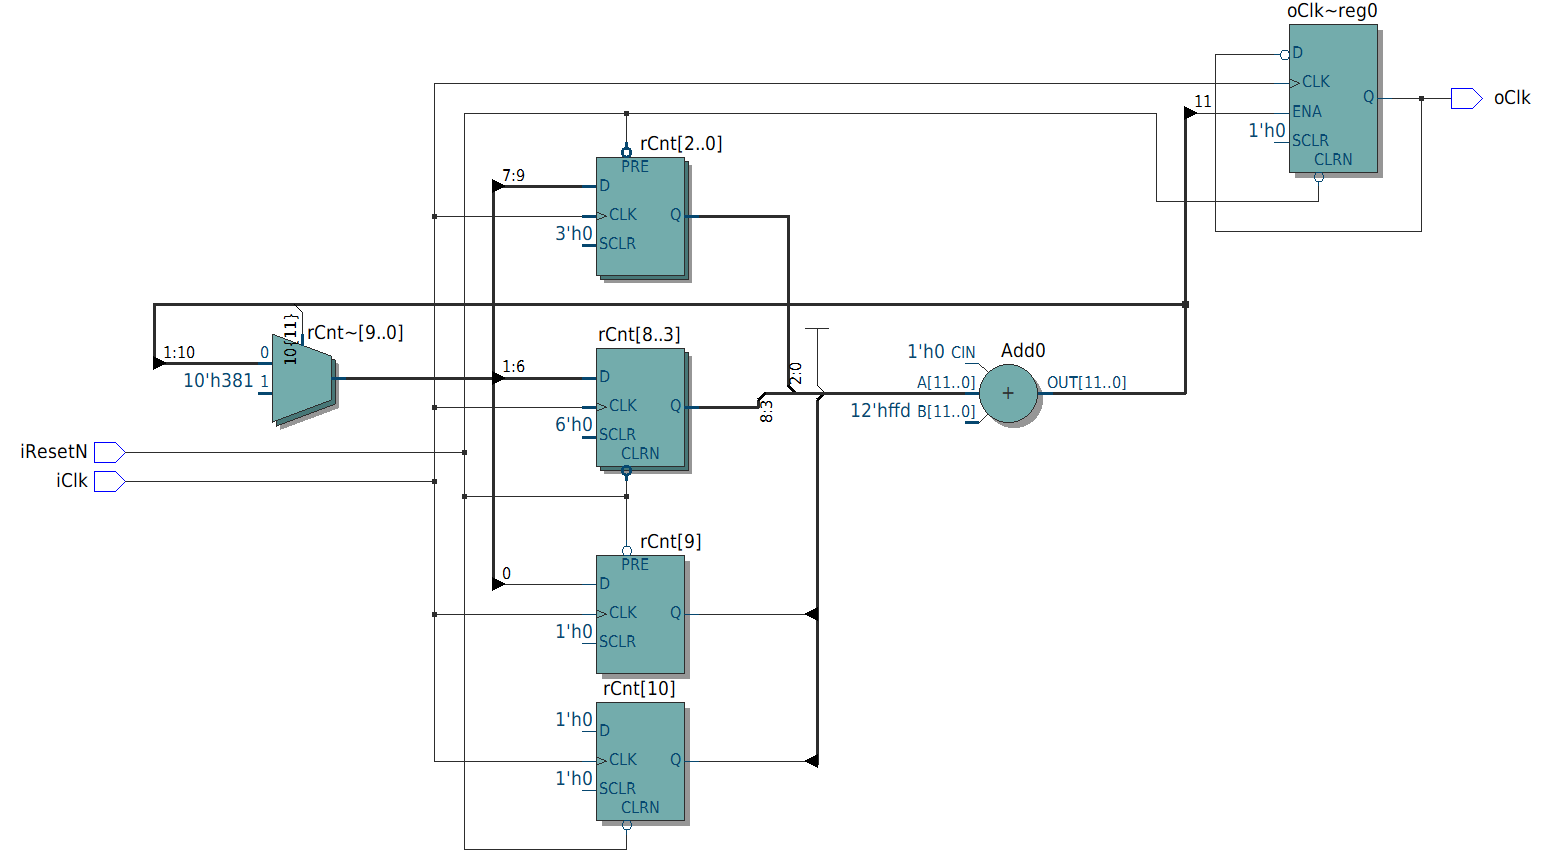 oClk~reg0
D
CLK
Q
oClk
11
ENA
1'h0
SCLR
CLRN
rCnt[2..0]
PRE
7:9
D
CLK
Q
3'h0
SCLR
rCnt~[9..0]
10{11}
1:10
0
10'h381
1
rCnt[8..3]
1:6
D
CLK
Q
6'h0
SCLR
CLRN
2:0
8:3
1'h0
CIN
Add0
A[11..0]
+
OUT[11..0]
12'hffd
B[11..0]
iResetN
iClk
rCnt[9]
PRE
0
D
CLK
Q
1'h0
SCLR
rCnt[10]
1'h0
D
CLK
Q
1'h0
SCLR
CLRN